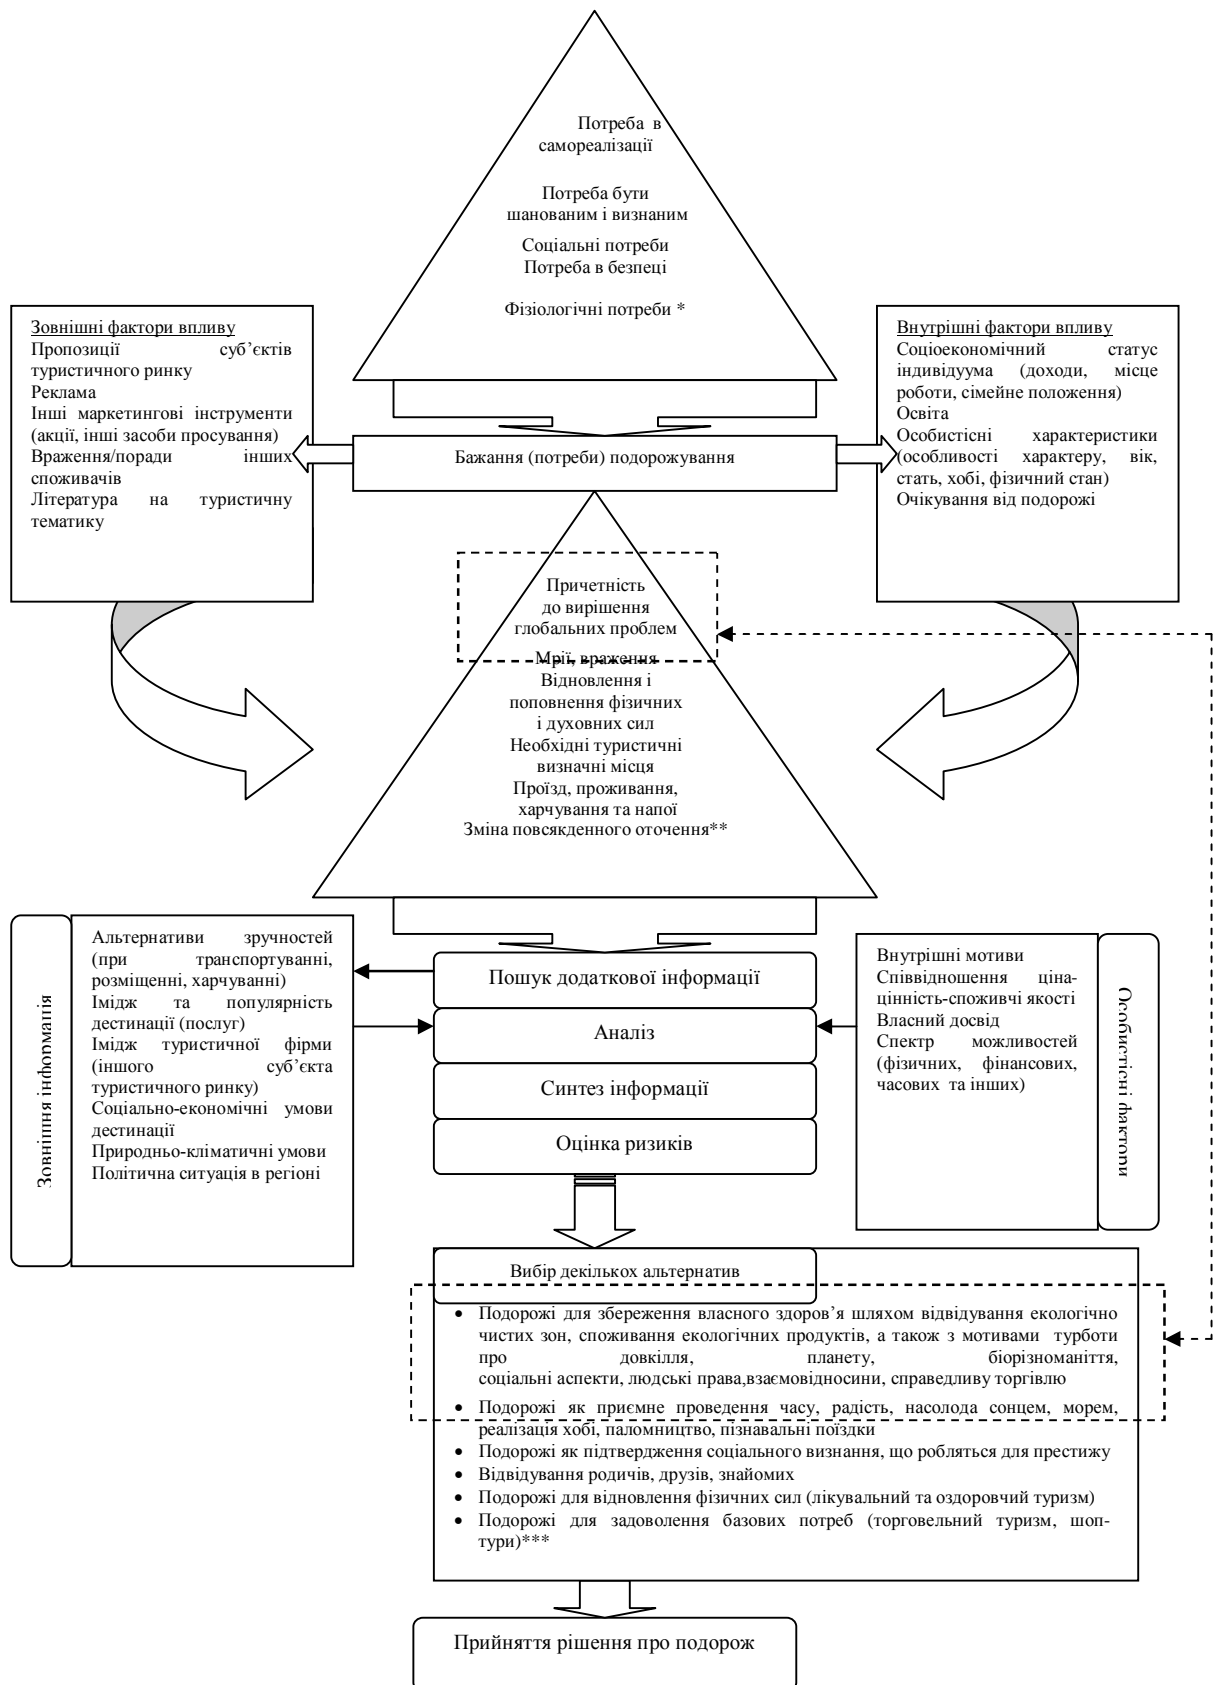 Потреба в
самореалізації
Потреба бути
шанованим і визнаним
Соціальні потреби
Потреба в безпеці
Фізіологічні потреби *
Зовнішні фактори впливу
Пропозиції суб’єктів
туристичного ринку
Реклама
Інші маркетингові інструменти
(акції, інші засоби просування)
Враження/поради інших
споживачів
Література на туристичну
тематику
Бажання (потреби) подорожування
Внутрішні фактори впливу
Соціоекономічний статус
індивідуума (доходи, місце
роботи, сімейне положення)
Освіта
Особистісні характеристики
(особливості характеру, вік,
стать, хобі, фізичний стан)
Очікування від подорожі
Причетність
до вирішення
глобальних проблем
Мрії, враження
Відновлення і
поповнення фізичних
і духовних сил
Необхідні туристичні
визначні місця
Проїзд, проживання,
харчування та напої
Зміна повсякденного оточення**
Зовнішня інформація
Альтернативи зручностей
(при транспортуванні,
розміщенні, харчуванні)
Імідж та популярність
дестинації (послуг)
Імідж туристичної фірми
(іншого суб’єкта
туристичного ринку)
Соціально-економічні умови
дестинації
Природньо-кліматичні умови
Політична ситуація в регіоні
Пошук додаткової інформації
Аналіз
Синтез інформації
Оцінка ризиків
Внутрішні мотиви
Співвідношення ціна-
цінність-споживчі якості
Власний досвід
Спектр можливостей
(фізичних, фінансових,
часових та інших)
Особистісні фактори
Вибір декількох альтернатив
• Подорожі для збереження власного здоров’я шляхом відвідування екологічно
чистих зон, споживання екологічних продуктів, а також з мотивами турботи
про довкілля, планету, біорізноманіття,
соціальні аспекти, людські права,взаємовідносини, справедливу торгівлю
• Подорожі як приємне проведення часу, радість, насолода сонцем, морем,
реалізація хобі, паломництво, пізнавальні поїздки
• Подорожі як підтвердження соціального визнання, що робляться для престижу
• Відвідування родичів, друзів, знайомих
• Подорожі для відновлення фізичних сил (лікувальний та оздоровчий туризм)
• Подорожі для задоволення базових потреб (торговельний туризм, шоп-
тури)***
Прийняття рішення про подорож